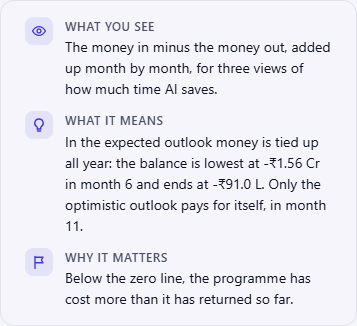 WHAT YOU SEE
The money in minus the money out, added
up month by month, for three views of
how much time AI saves.
WHAT IT MEANS
In the expected outlook money is tied up
all year: the balance is lowest at -₹1.56 Cr
in month 6 and ends at -₹91.0 L. Only the
optimistic outlook pays for itself, in month
11.
WHY IT MATTERS
Below the zero line, the programme has
cost more than it has returned so far.